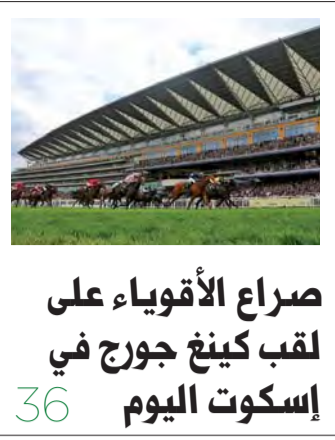 صراع الأقوياء على
لقب كينغ جورج في
إسكوت اليوم 36